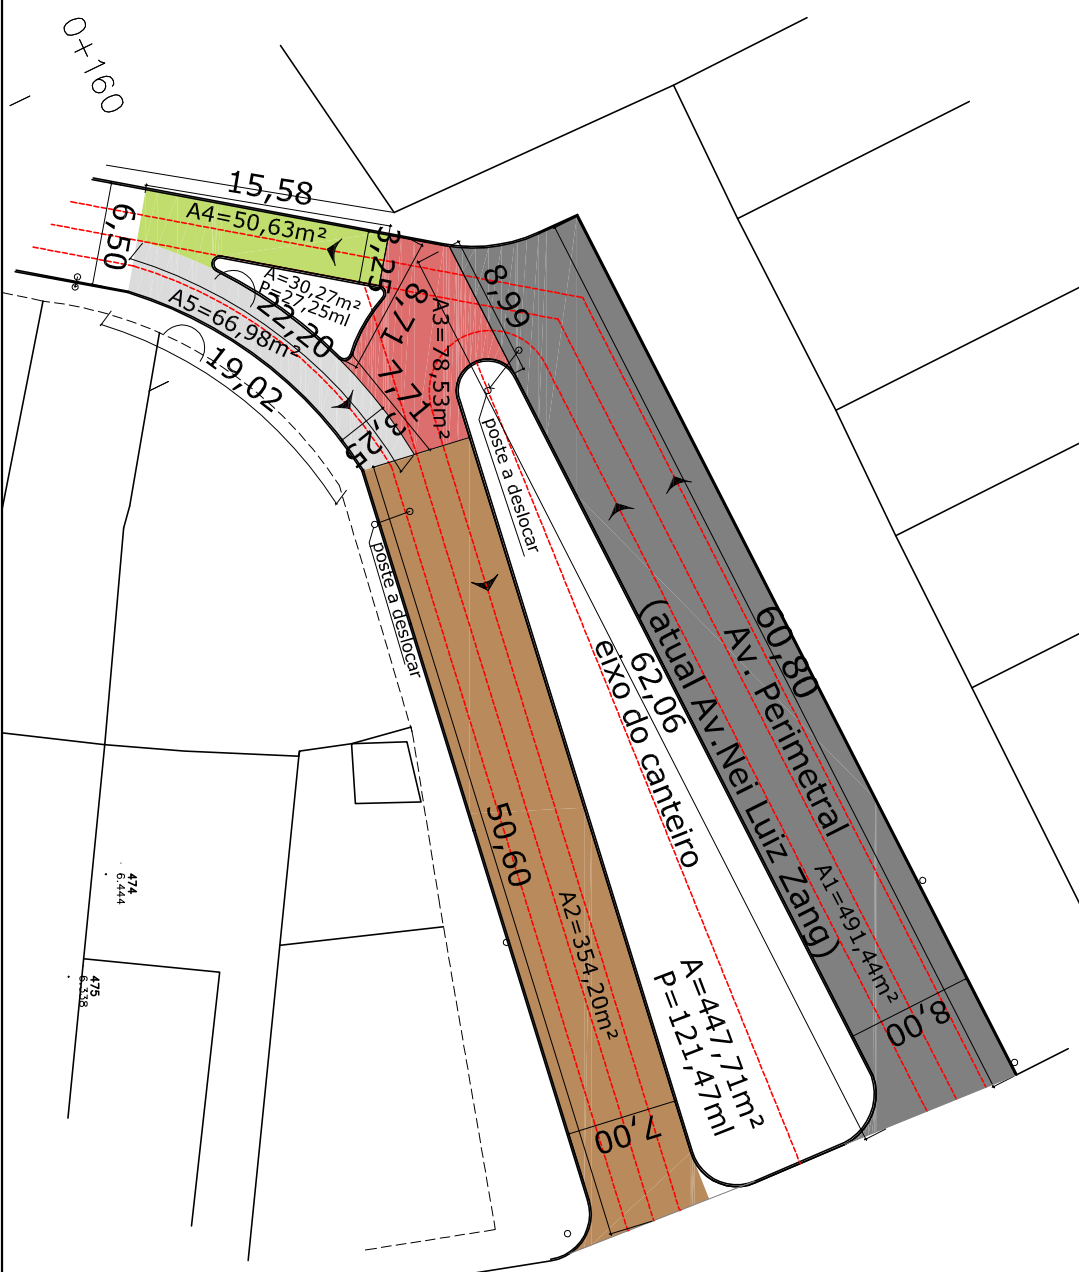 0+160
15,58
A4=50,63m²
6,50
3,25
A=30,27m²
P=27,25ml
22,20
A5=66,98m²
19,02
8,71
7,71
A3=78,53m²
8,99
3,25
poste a deslocar
poste a deslocar
60,80
Av. Perimetral
(atual Av.Nei Luiz Zang)
62,06
eixo do canteiro
50,60
A2=354,20m²
A1=491,44m²
8,00
A=447,71m²
P=121,47ml
7,00
474
6.444
475
6.338